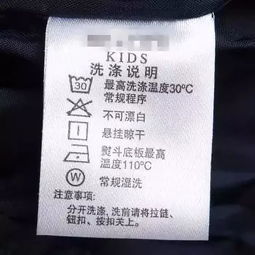 KIDS
洗涤说明
30 最高洗涤温度30℃
常规程序
不可漂白
悬挂晾干
熨斗底板最高
温度110℃
W 常规湿洗
注意事项:
分开洗涤, 洗前请将拉链、
钮扣、按扣关上。